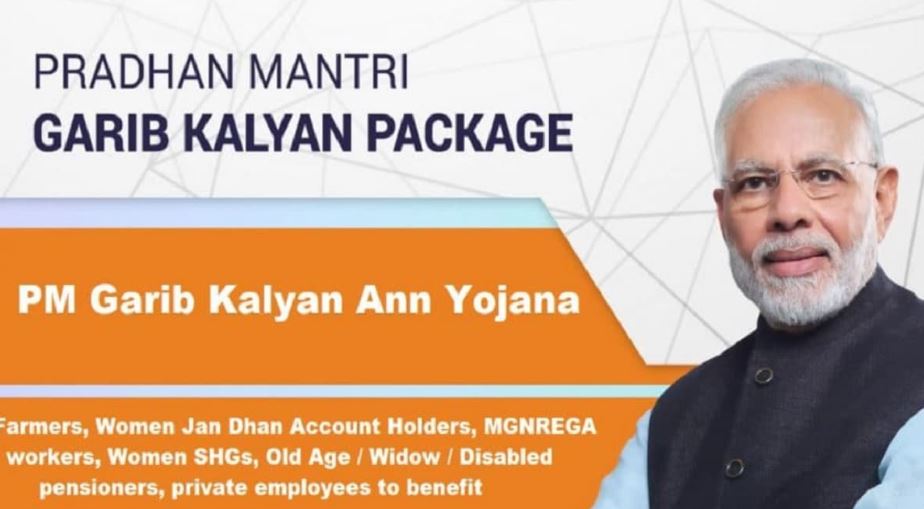 PRADHAN MANTRI
GARIB KALYAN PACKAGE
PM Garib Kalyan Ann Yojana
Farmers, Women Jan Dhan Account Holders, MGNREGA
workers, Women SHGs, Old Age / Widow / Disabled
pensioners, private employees to benefit